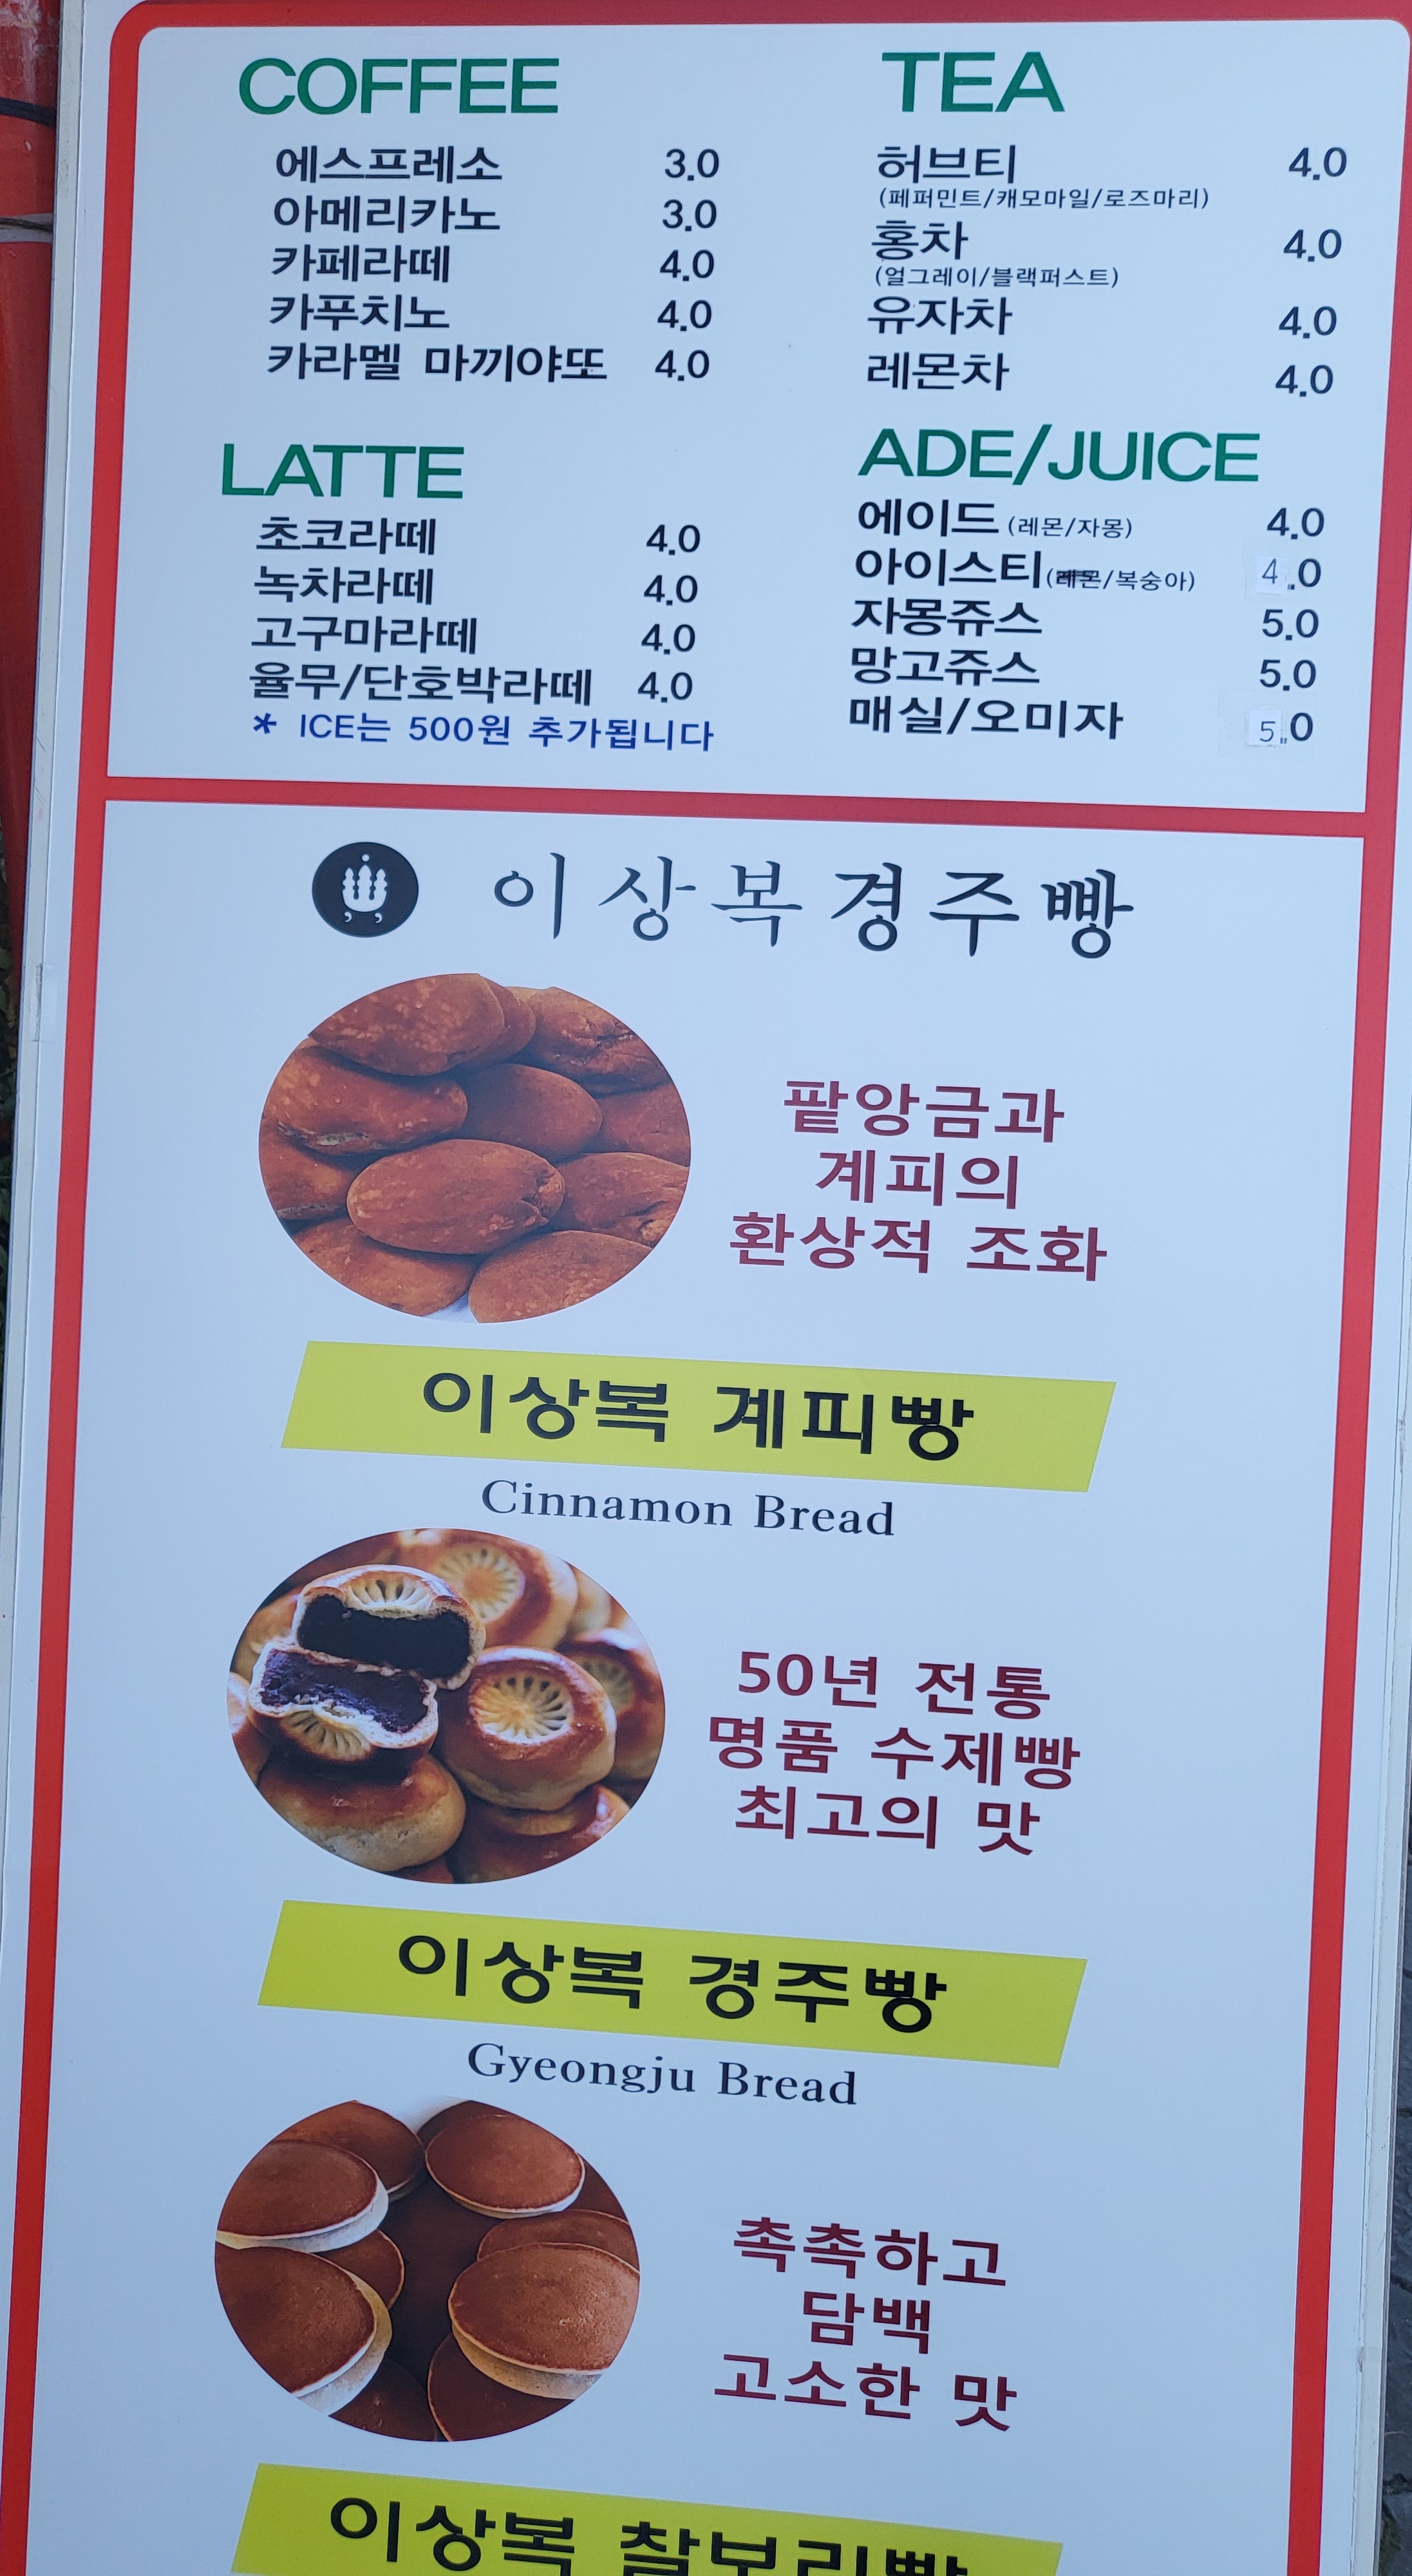 COFFEE
에스프레소 3.0
아메리카노 3.0
카페라떼 4.0
카푸치노 4.0
카라멜 마끼야또 4.0
LATTE
초코라떼 4.0
녹차라떼 4.0
고구마라떼 4.0
율무/단호박라떼 4.0
* ICE는 500원 추가됩니다
TEA
허브티 4.0
(페퍼민트/캐모마일/로즈마리)
홍차 4.0
(얼그레이/블랙퍼스트)
유자차 4.0
레몬차 4.0
ADE/JUICE
에이드 (레몬/자몽) 4.0
아이스티(레몬/복숭아) 4.0
자몽쥬스 5.0
망고쥬스 5.0
매실/오미자 5.0
이상복경주빵
팥앙금과
계피의
환상적 조화
이상복 계피빵
Cinnamon Bread
50년 전통
명품 수제빵
최고의 맛
이상복 경주빵
Gyeongju Bread
촉촉하고
담백
고소한 맛
이상복 찰보리빵